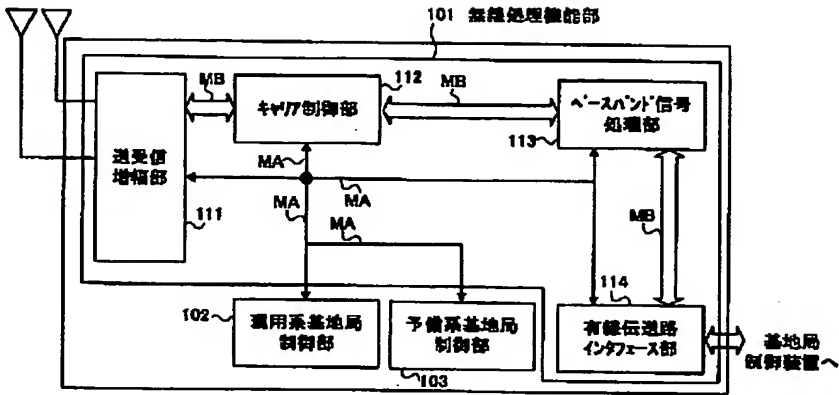 101 無線処理機能部
MB
112
キャリア制御部
MB
ベースバンド信号
処理部
113
送受信
増幅部
111
MA
MA
MA
MA
MB
114
102
運用系基地局
制御部
予備系基地局
制御部
103
有線伝送路
インタフェース部
基地局
制御装置へ